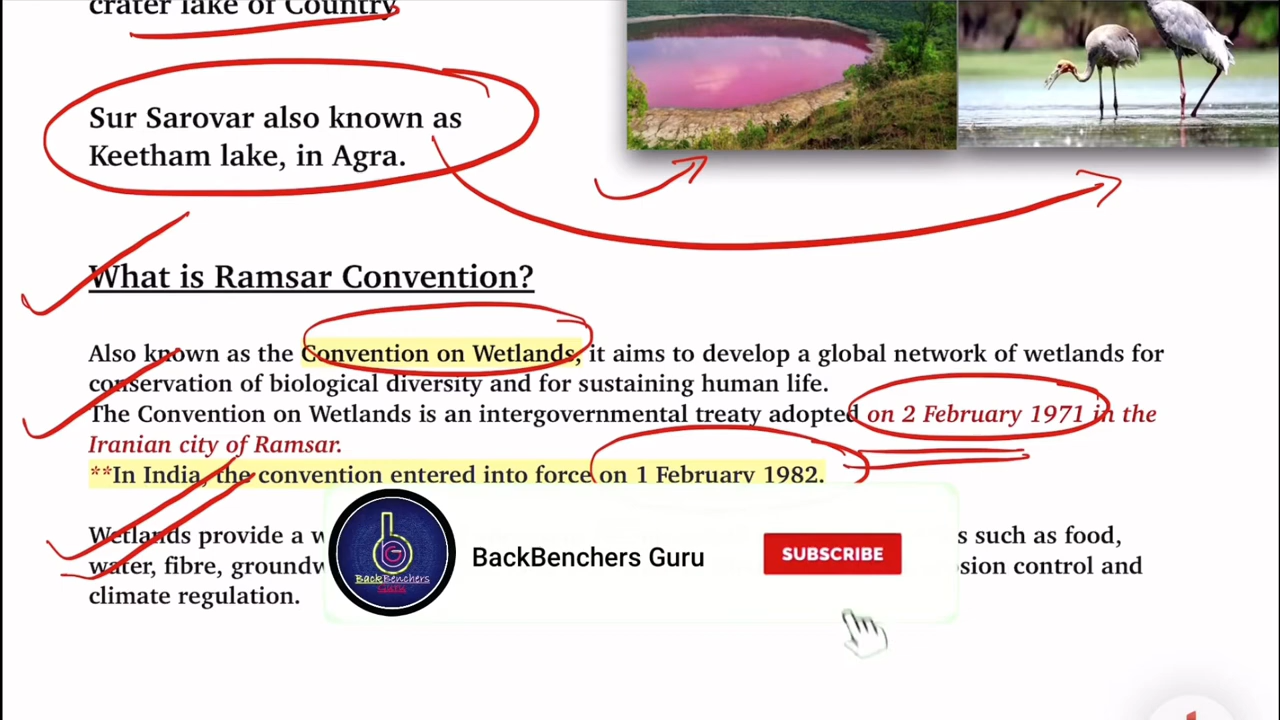 crater lake of Country
Sur Sarovar also known as
Keetham lake, in Agra.
What is Ramsar Convention?
Also known as the Convention on Wetlands, it aims to develop a global network of wetlands for
conservation of biological diversity and for sustaining human life.
The Convention on Wetlands is an intergovernmental treaty adopted on 2 February 1971 in the
Iranian city of Ramsar.
**In India, the convention entered into force on 1 February 1982.
Wetlands provide a s such as food,
water, fibre, control and
climate regulation.
BackBenchers Guru
BackBenchers Guru
SUBSCRIBE